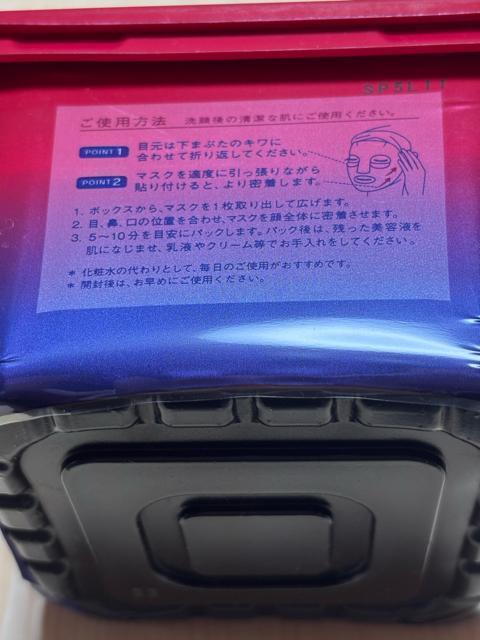 SP5L11
ご使用方法 洗顔後の清潔な肌にご使用ください。
POINT 1 目元は下まぶたのキワに
合わせて折り返してください。
POINT 2 マスクを適度に引っ張りながら
貼り付けると、より密着します。
1. ボックスから、マスクを1枚取り出して広げます。
2. 目、鼻、口の位置を合わせ、マスクを顔全体に密着させます。
3. 5〜10分を目安にパックします。パック後は、残った美容液を
肌になじませ、乳液やクリーム等でお手入れをしてください。
* 化粧水の代わりとして、毎日のご使用がおすすめです。
* 開封後は、お早めにご使用ください。